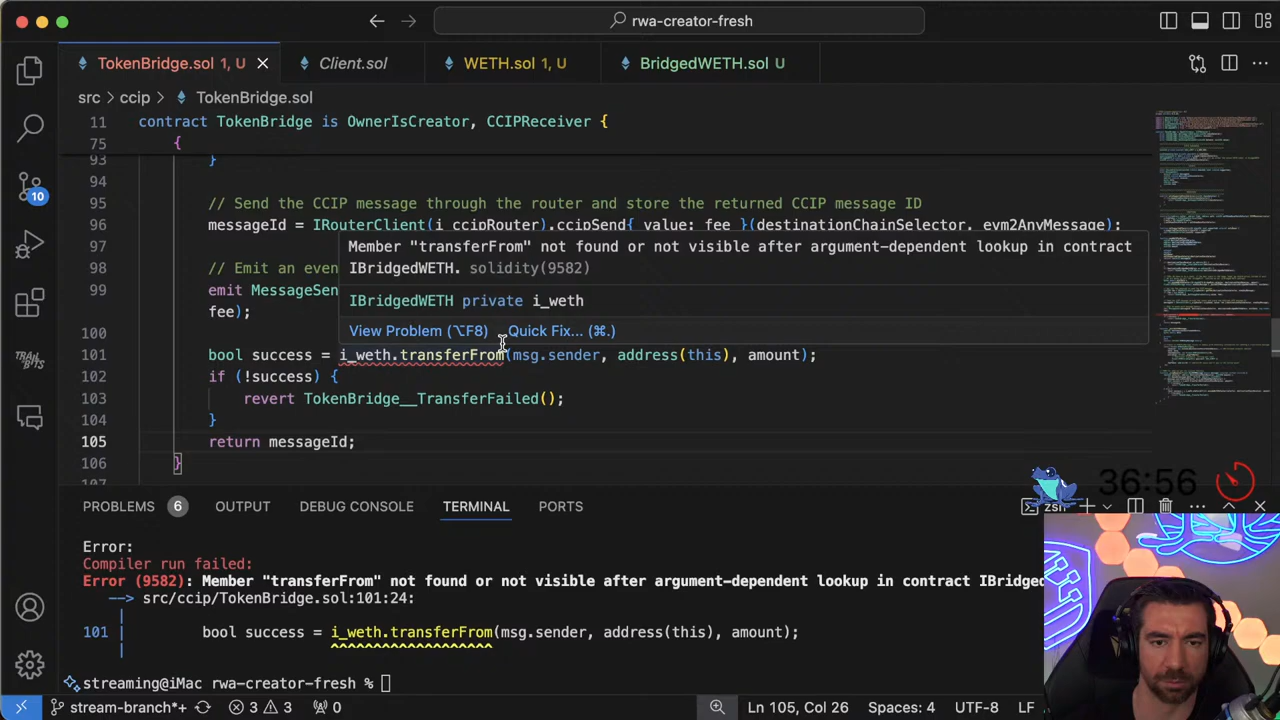 rwa-creator-fresh
TokenBridge.sol 1, U
Client.sol
WETH.sol 1, U
BridgedWETH.sol U
src > ccip > TokenBridge.sol
11 contract TokenBridge is OwnerIsCreator, CCIPReceiver {
75 {
93 }
94
95 // Send the CCIP message through the router and store the returned CCIP message ID
96 messageId = IRouterClient(i_ value: fee }(destinationChainSelector, evm2AnyMessage);
97
Member "transferFrom" not found or not visible after argument-dependent lookup in contract
IBridgedWETH. Solidity(9582)
98 // Emit an even
99 emit MessageSen
IBridgedWETH private i_weth
fee);
View Problem (⌥⇧B) Quick Fix... (⌘.)
100
101 bool success = i_weth.transferFrom(msg.sender, address(this), amount);
102 if (!success) {
103 revert TokenBridge__TransferFailed();
104 }
105 return messageId;
106 }
107
36:56
PROBLEMS 6 OUTPUT DEBUG CONSOLE TERMINAL PORTS
zsh
Error:
Compiler run failed:
Error (9582): Member "transferFrom" not found or not visible after argument-dependent lookup in contract IBridged
--> src/ccip/TokenBridge.sol:101:24:
|
101 | bool success = i_weth.transferFrom(msg.sender, address(this), amount);
| ^^^^^^^^^^^^^^^^^^^
streaming@iMac rwa-creator-fresh %
10
stream-branch*+ 3 3 0 Ln 105, Col 26 Spaces: 4 UTF-8 LF